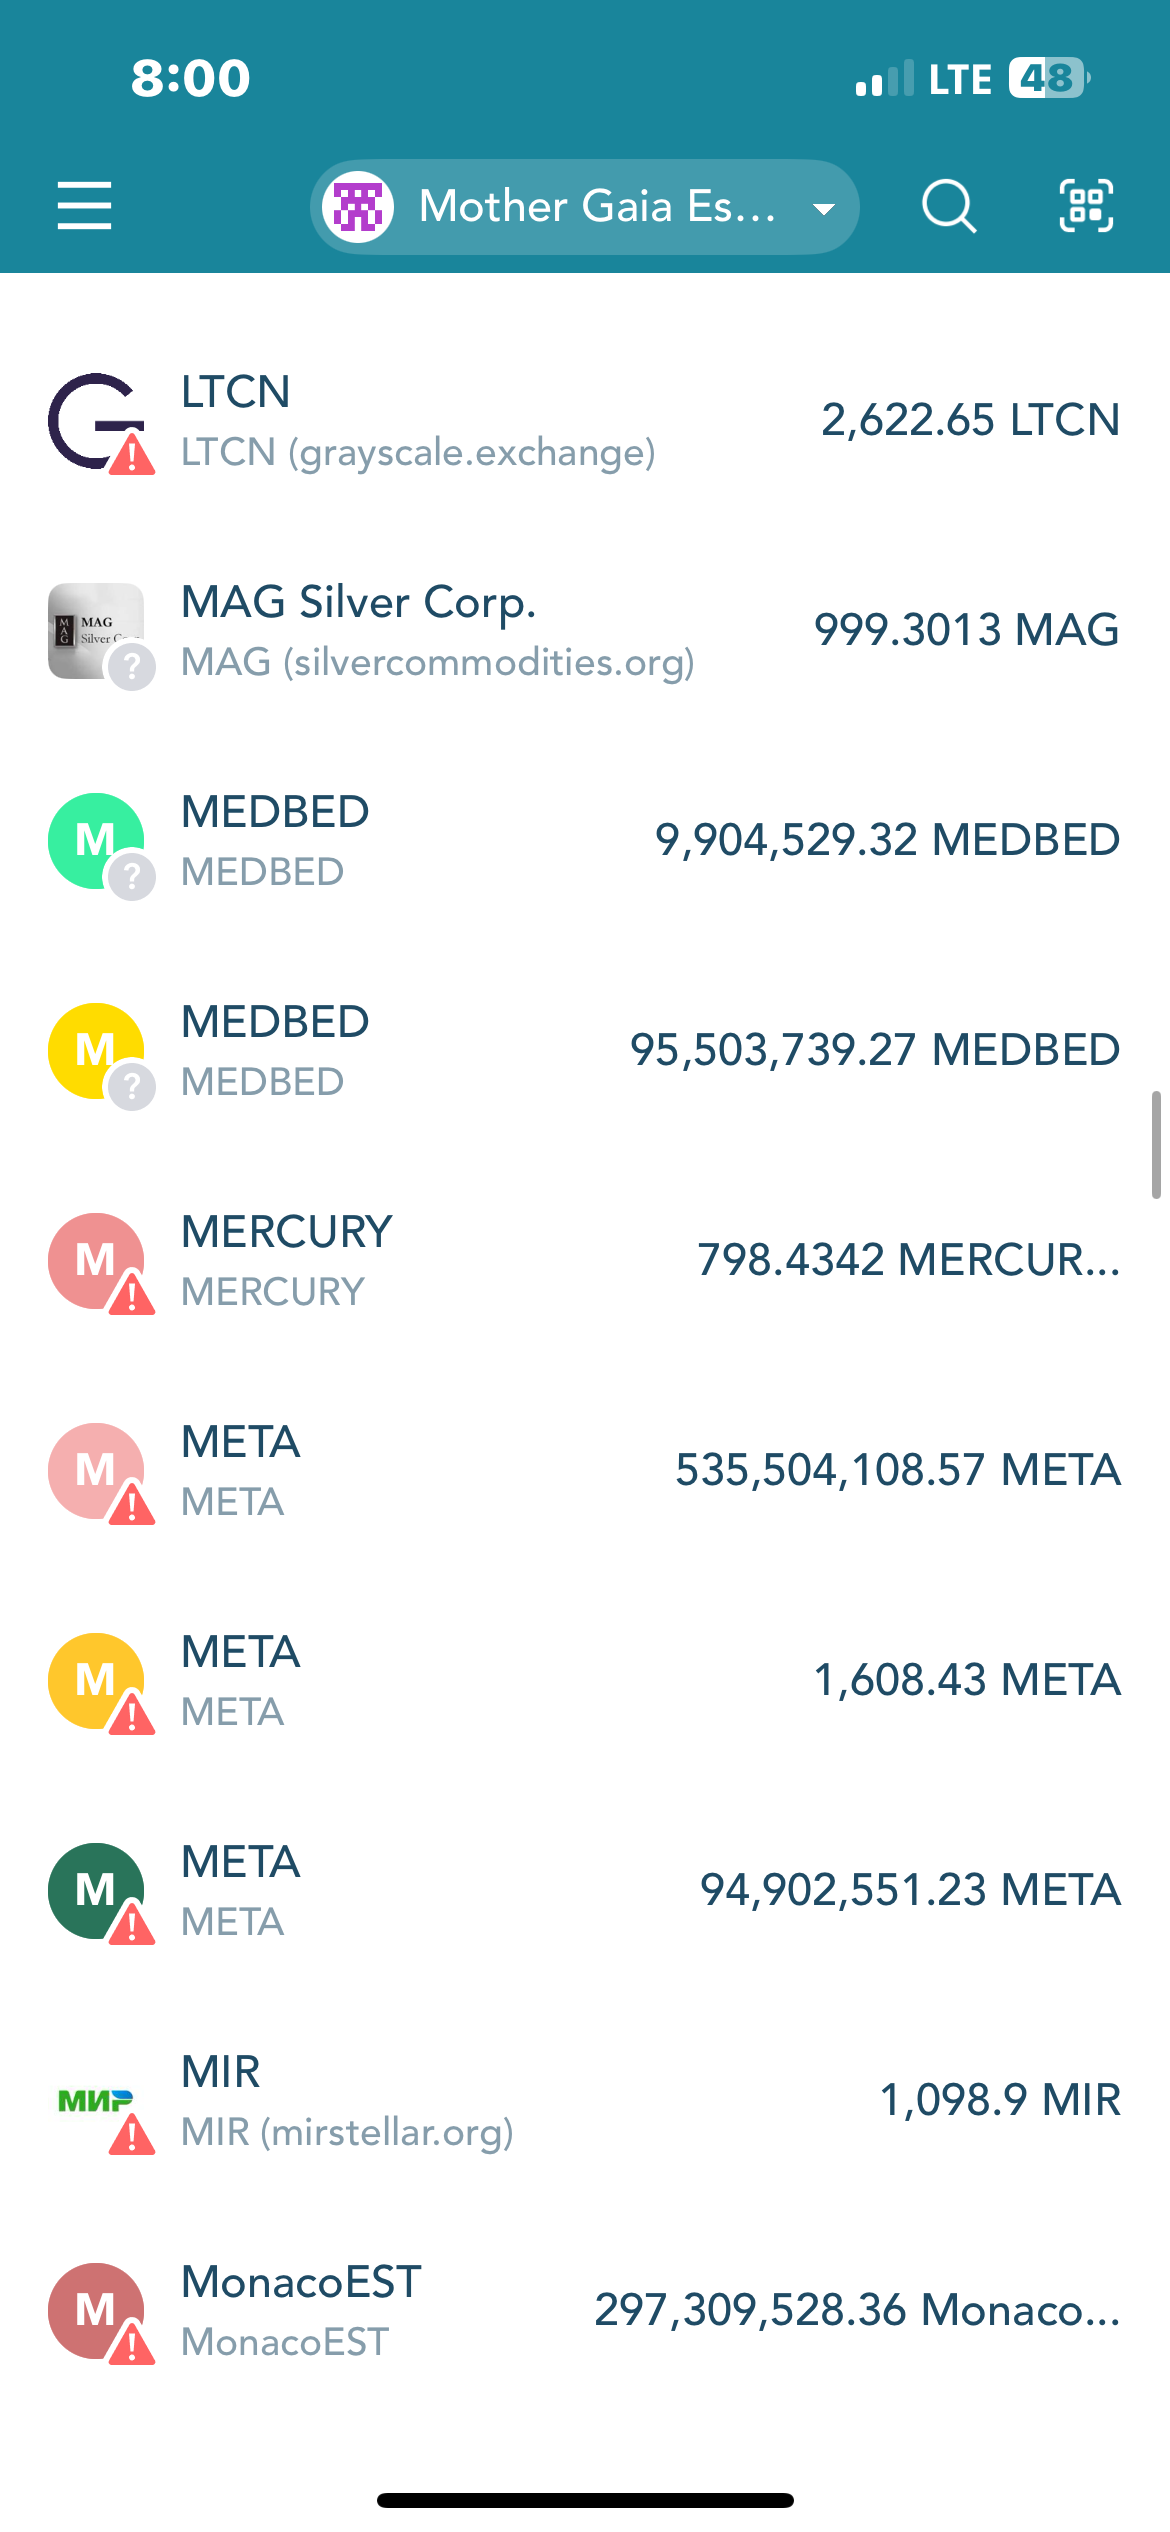 8:00
LTE 48
Mother Gaia Es...
LTCN
2,622.65 LTCN
LTCN (grayscale.exchange)
MAG Silver Corp.
999.3013 MAG
MAG (silvercommodities.org)
MAG
MAG
Silver
M
MEDBED
9,904,529.32 MEDBED
MEDBED
M
MEDBED
95,503,739.27 MEDBED
MEDBED
M
MERCURY
798.4342 MERCUR...
MERCURY
M
META
535,504,108.57 META
META
M
META
1,608.43 META
META
M
META
94,902,551.23 META
META
МИР
MIR
1,098.9 MIR
MIR (mirstellar.org)
M
MonacoEST
297,309,528.36 Monaco...
MonacoEST